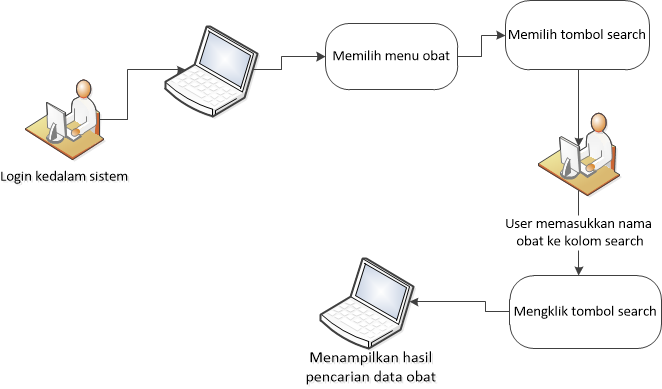 Login kedalam sistem
Memilih menu obat
Memilih tombol search
User memasukkan nama
obat ke kolom search
Mengklik tombol search
Menampilkan hasil
pencarian data obat